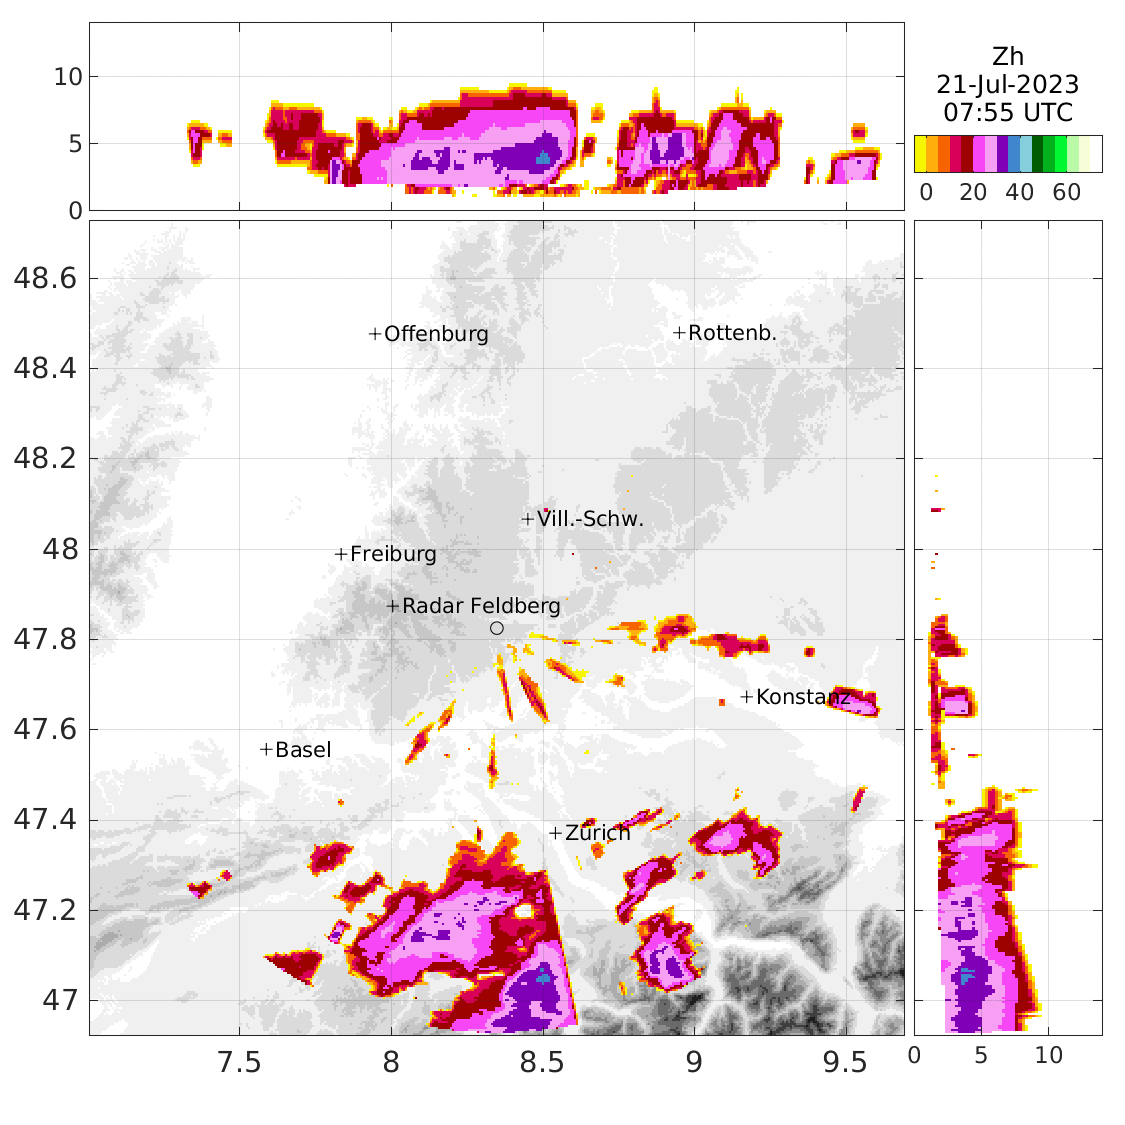 Zh
21-Jul-2023
07:55 UTC
0 20 40 60
10
5
0
48.6
48.4
48.2
48
47.8
47.6
47.4
47.2
47
+Offenburg
+Rottenb.
+Vill.-Schw.
+Freiburg
+Radar Feldberg
+Konstanz
+Basel
+Zürich
7.5 8 8.5 9 9.5
0 5 10